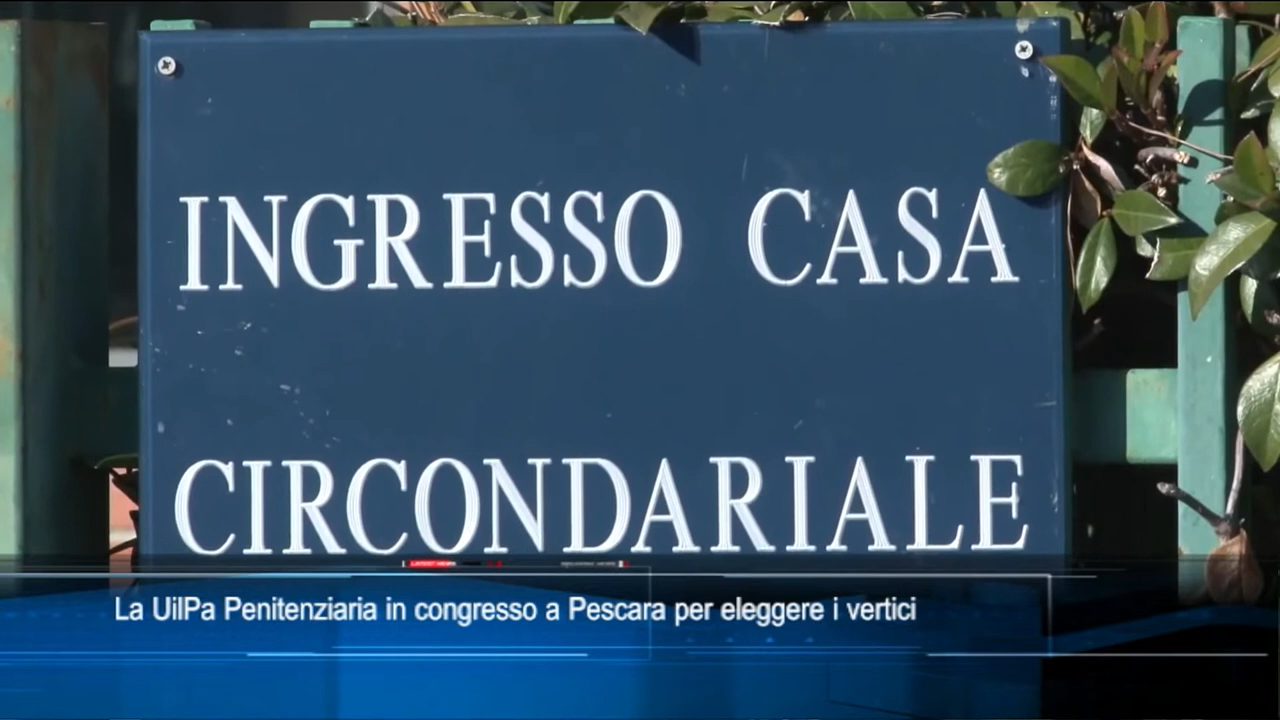 INGRESSO CASA
CIRCONDARIALE
La UilPa Penitenziaria in congresso a Pescara per eleggere i vertici